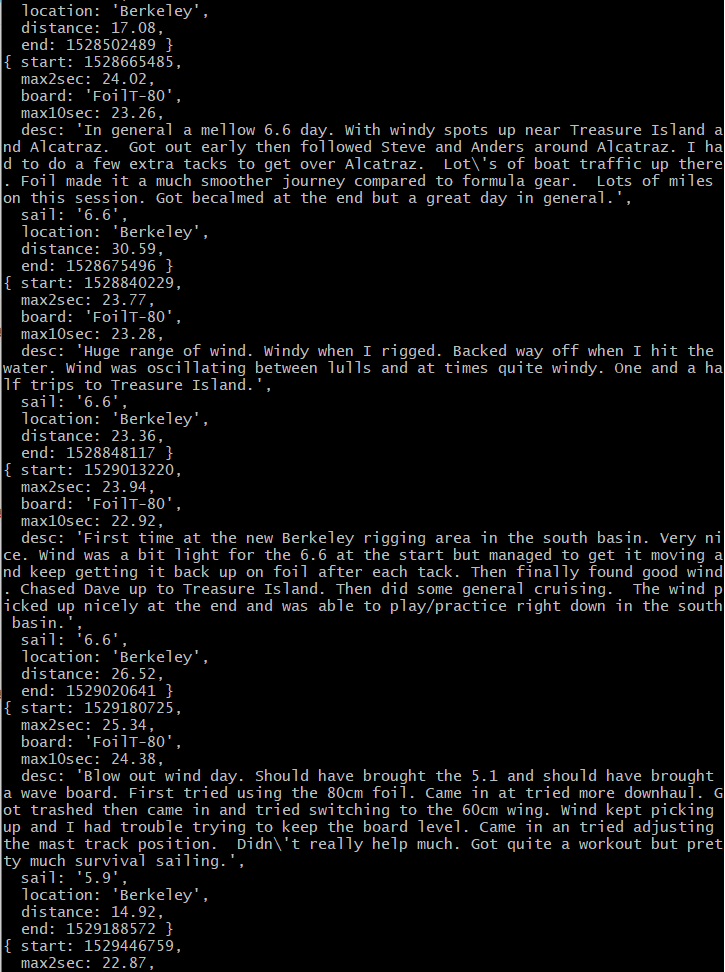 location: 'Berkeley',
  distance: 17.08,
  end: 1528502489 }
{ start: 1528665485,
  max2sec: 24.02,
  board: 'FoilT-80',
  max10sec: 23.26,
  desc: 'In general a mellow 6.6 day. With windy spots up near Treasure Island a
nd Alcatraz.  Got out early then followed Steve and Anders around Alcatraz. I ha
d to do a few extra tacks to get over Alcatraz.  Lot\'s of boat traffic up there
. Foil made it a much smoother journey compared to formula gear.  Lots of miles
on this session. Got becalmed at the end but a great day in general.',
  sail: '6.6',
  location: 'Berkeley',
  distance: 30.59,
  end: 1528675496 }
{ start: 1528840229,
  max2sec: 23.77,
  board: 'FoilT-80',
  max10sec: 23.28,
  desc: 'Huge range of wind. Windy when I rigged. Backed way off when I hit the
water. Wind was oscillating between lulls and at times quite windy. One and a ha
lf trips to Treasure Island.',
  sail: '6.6',
  location: 'Berkeley',
  distance: 23.36,
  end: 1528848117 }
{ start: 1529013220,
  max2sec: 23.94,
  board: 'FoilT-80',
  max10sec: 22.92,
  desc: 'First time at the new Berkeley rigging area in the south basin. Very ni
ce. Wind was a bit light for the 6.6 at the start but managed to get it moving a
nd keep getting it back up on foil after each tack. Then finally found good wind
. Chased Dave up to Treasure Island. Then did some general cruising.  The wind p
icked up nicely at the end and was able to play/practice right down in the south
 basin.',
  sail: '6.6',
  location: 'Berkeley',
  distance: 26.52,
  end: 1529020641 }
{ start: 1529180725,
  max2sec: 25.34,
  board: 'FoilT-80',
  max10sec: 24.38,
  desc: 'Blow out wind day. Should have brought the 5.1 and should have brought
a wave board. First tried using the 80cm foil. Came in at tried more downhaul. G
ot trashed then came in and tried switching to the 60cm wing. Wind kept picking
up and I had trouble trying to keep the board level. Came in an tried adjusting
the mast track position.  Didn\'t really help much. Got quite a workout but pret
ty much survival sailing.',
  sail: '5.9',
  location: 'Berkeley',
  distance: 14.92,
  end: 1529188572 }
{ start: 1529446759,
  max2sec: 22.87,